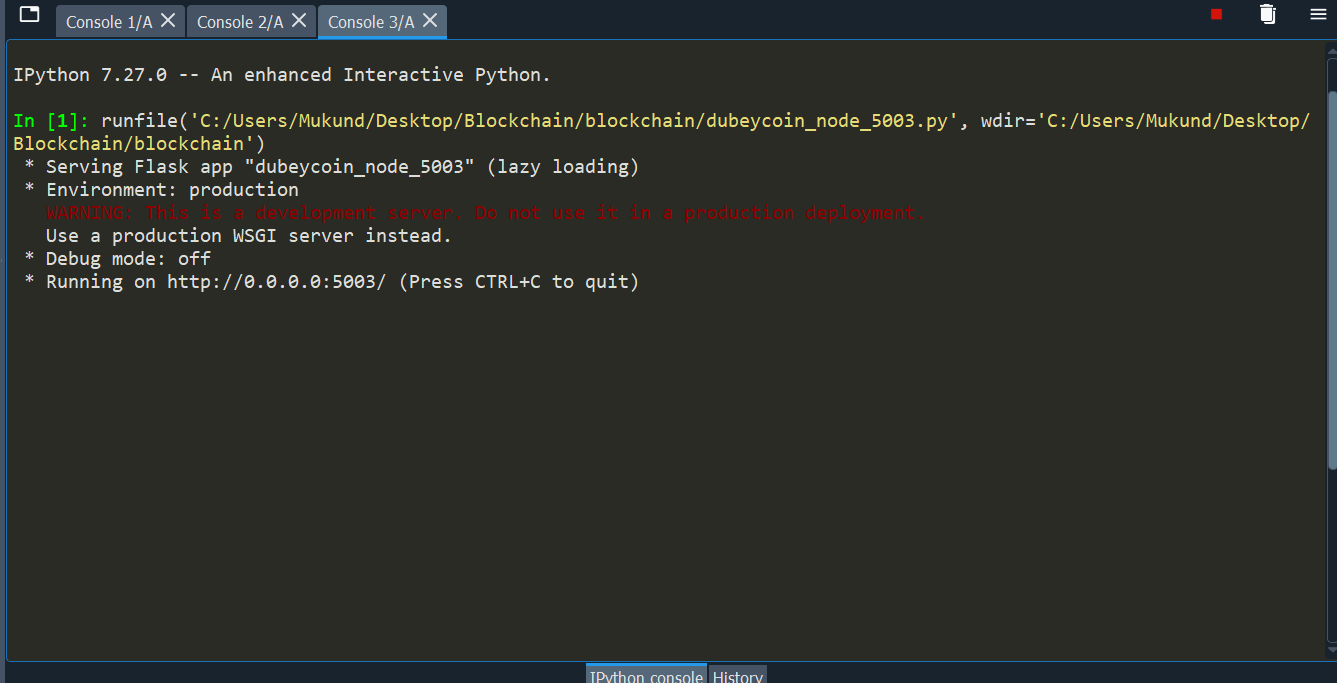 Console 1/A
Console 2/A
Console 3/A
IPython 7.27.0 -- An enhanced Interactive Python.
In [1]: runfile('C:/Users/Mukund/Desktop/Blockchain/blockchain/dubeycoin_node_5003.py', wdir='C:/Users/Mukund/Desktop/
Blockchain/blockchain')
* Serving Flask app "dubeycoin_node_5003" (lazy loading)
* Environment: production
WARNING: This is a development server. Do not use it in a production deployment.
Use a production WSGI server instead.
* Debug mode: off
* Running on http://0.0.0.0:5003/ (Press CTRL+C to quit)
IPython console
History